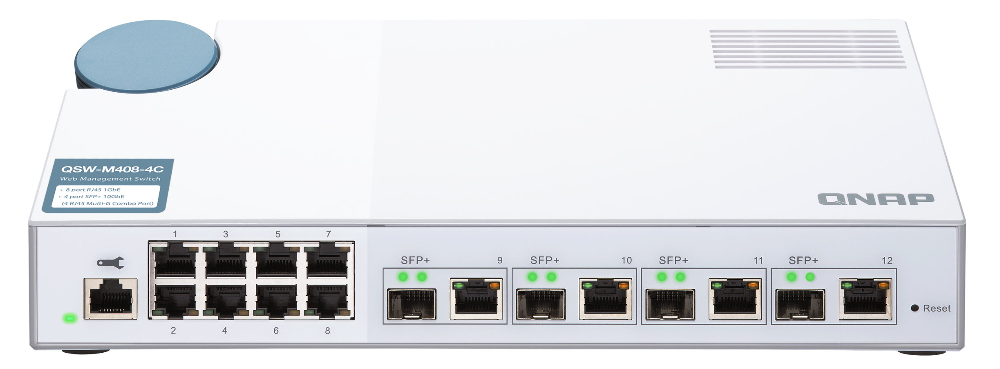 QSW-M408-4C
Web Management Switch
• 8 port RJ45 1GbE
• 4 port SFP+ 10GbE
(4 RJ45 Multi-G Combo Port)
QNAP
1 3 5 7
SFP+ 9 SFP+ 10 SFP+ 11 SFP+ 12
Reset
2 4 6 8